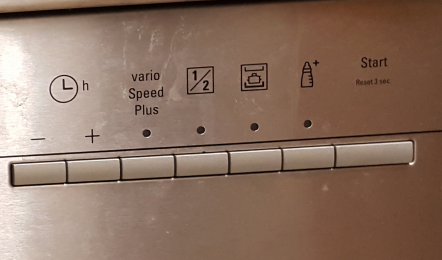 h
vario
Speed
Plus
1/2
+
Start
Reset 3 sec.
− +